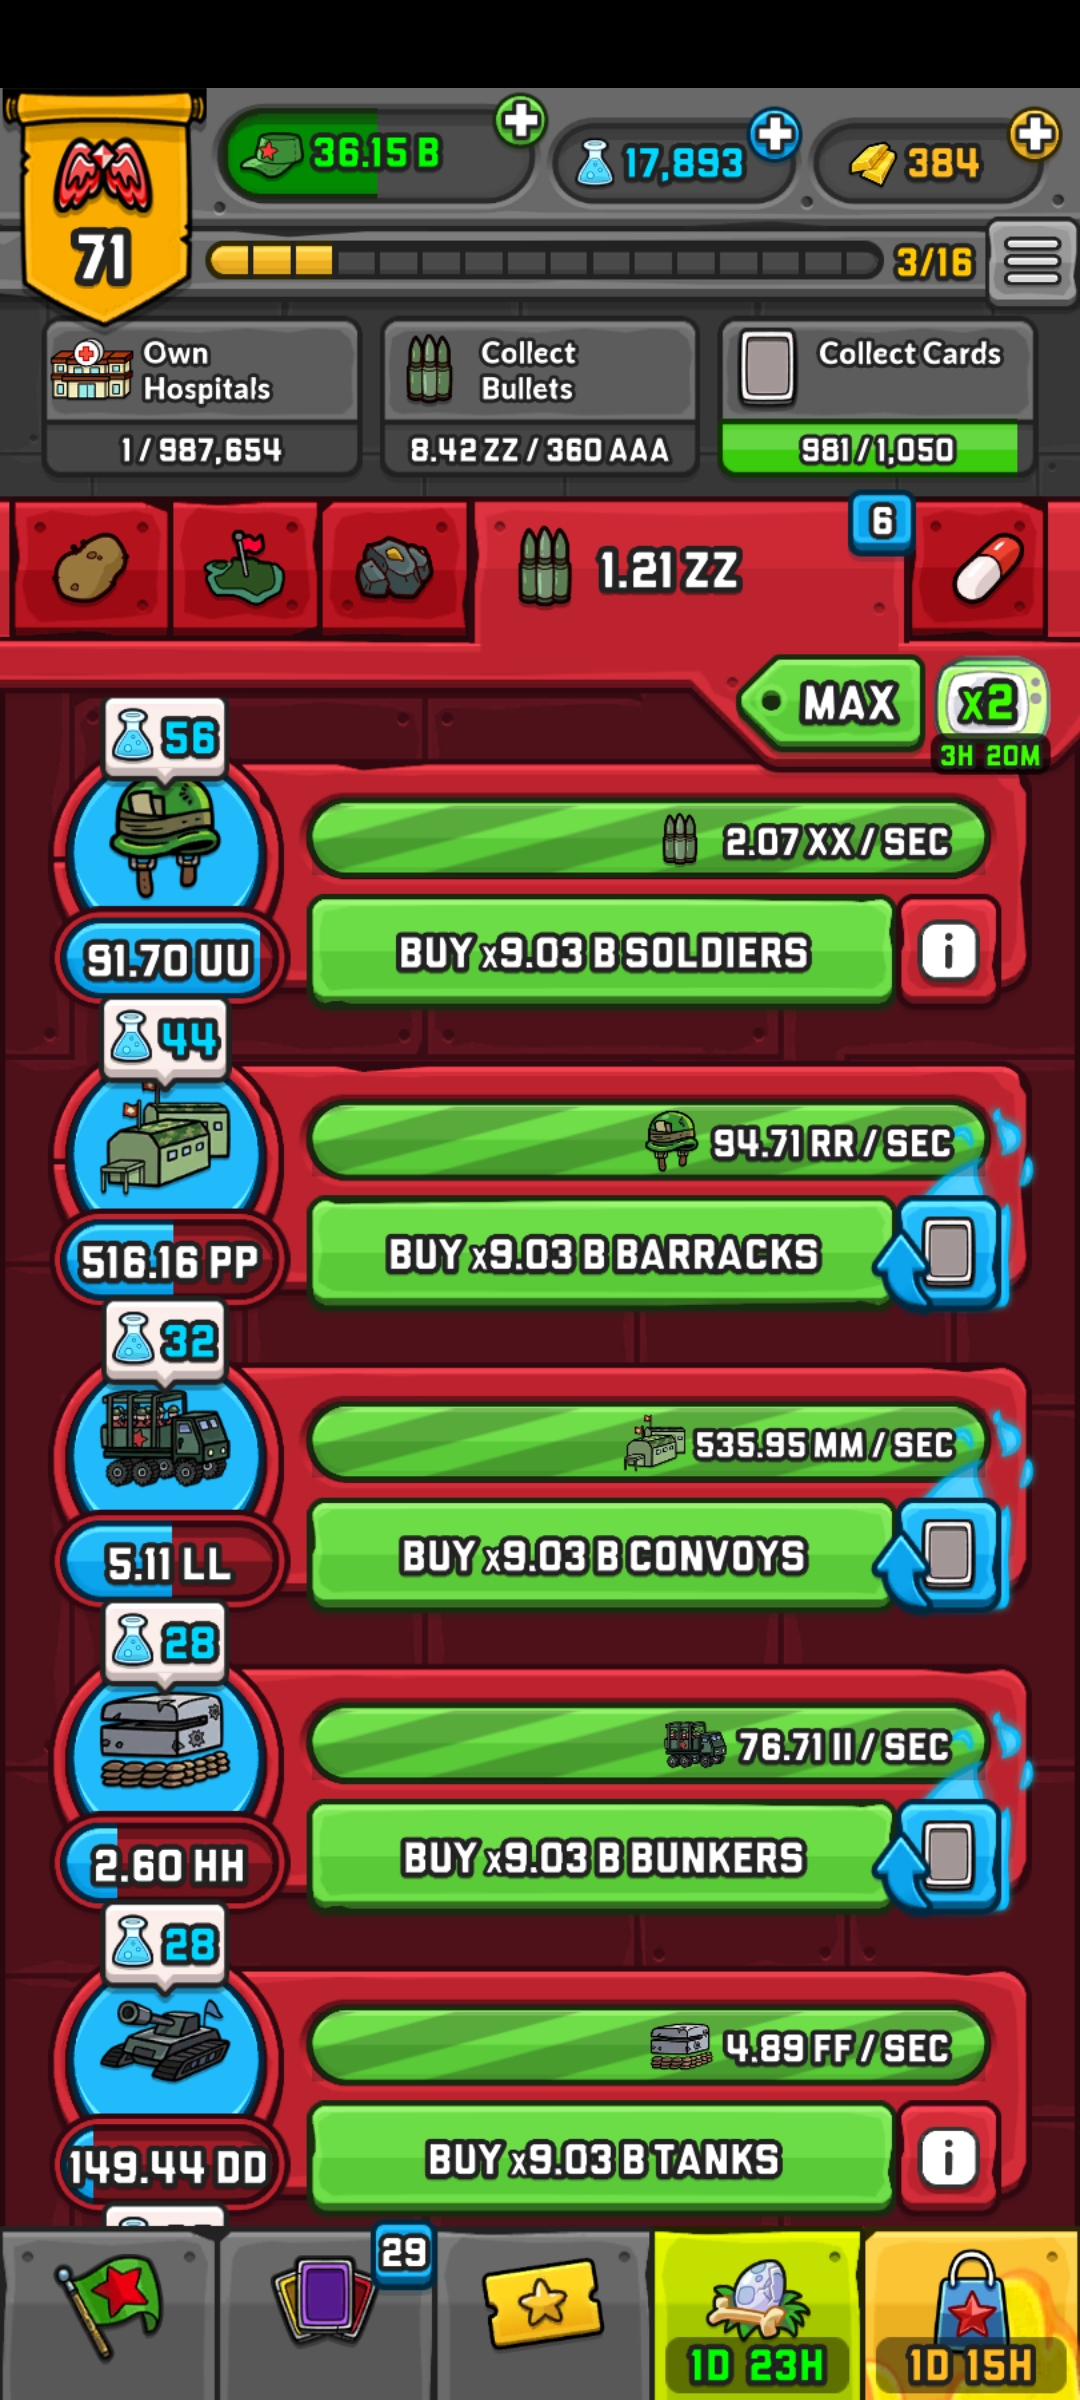 36.15 B
17,893
384
71
3/16
Own
Hospitals
1/987,654
Collect
Bullets
8.42 ZZ / 360 AAA
Collect Cards
981/1,050
1.21 ZZ
6
MAX
x2
3H 20M
56
2.07 XX / SEC
91.70 UU
BUY x9.03 B SOLDIERS
i
44
94.71 RR / SEC
516.16 PP
BUY x9.03 B BARRACKS
32
535.95 MM / SEC
5.11 LL
BUY x9.03 B CONVOYS
28
76.71 II / SEC
2.60 HH
BUY x9.03 B BUNKERS
28
4.89 FF / SEC
149.44 DD
BUY x9.03 B TANKS
i
29
1D 23H
1D 15H